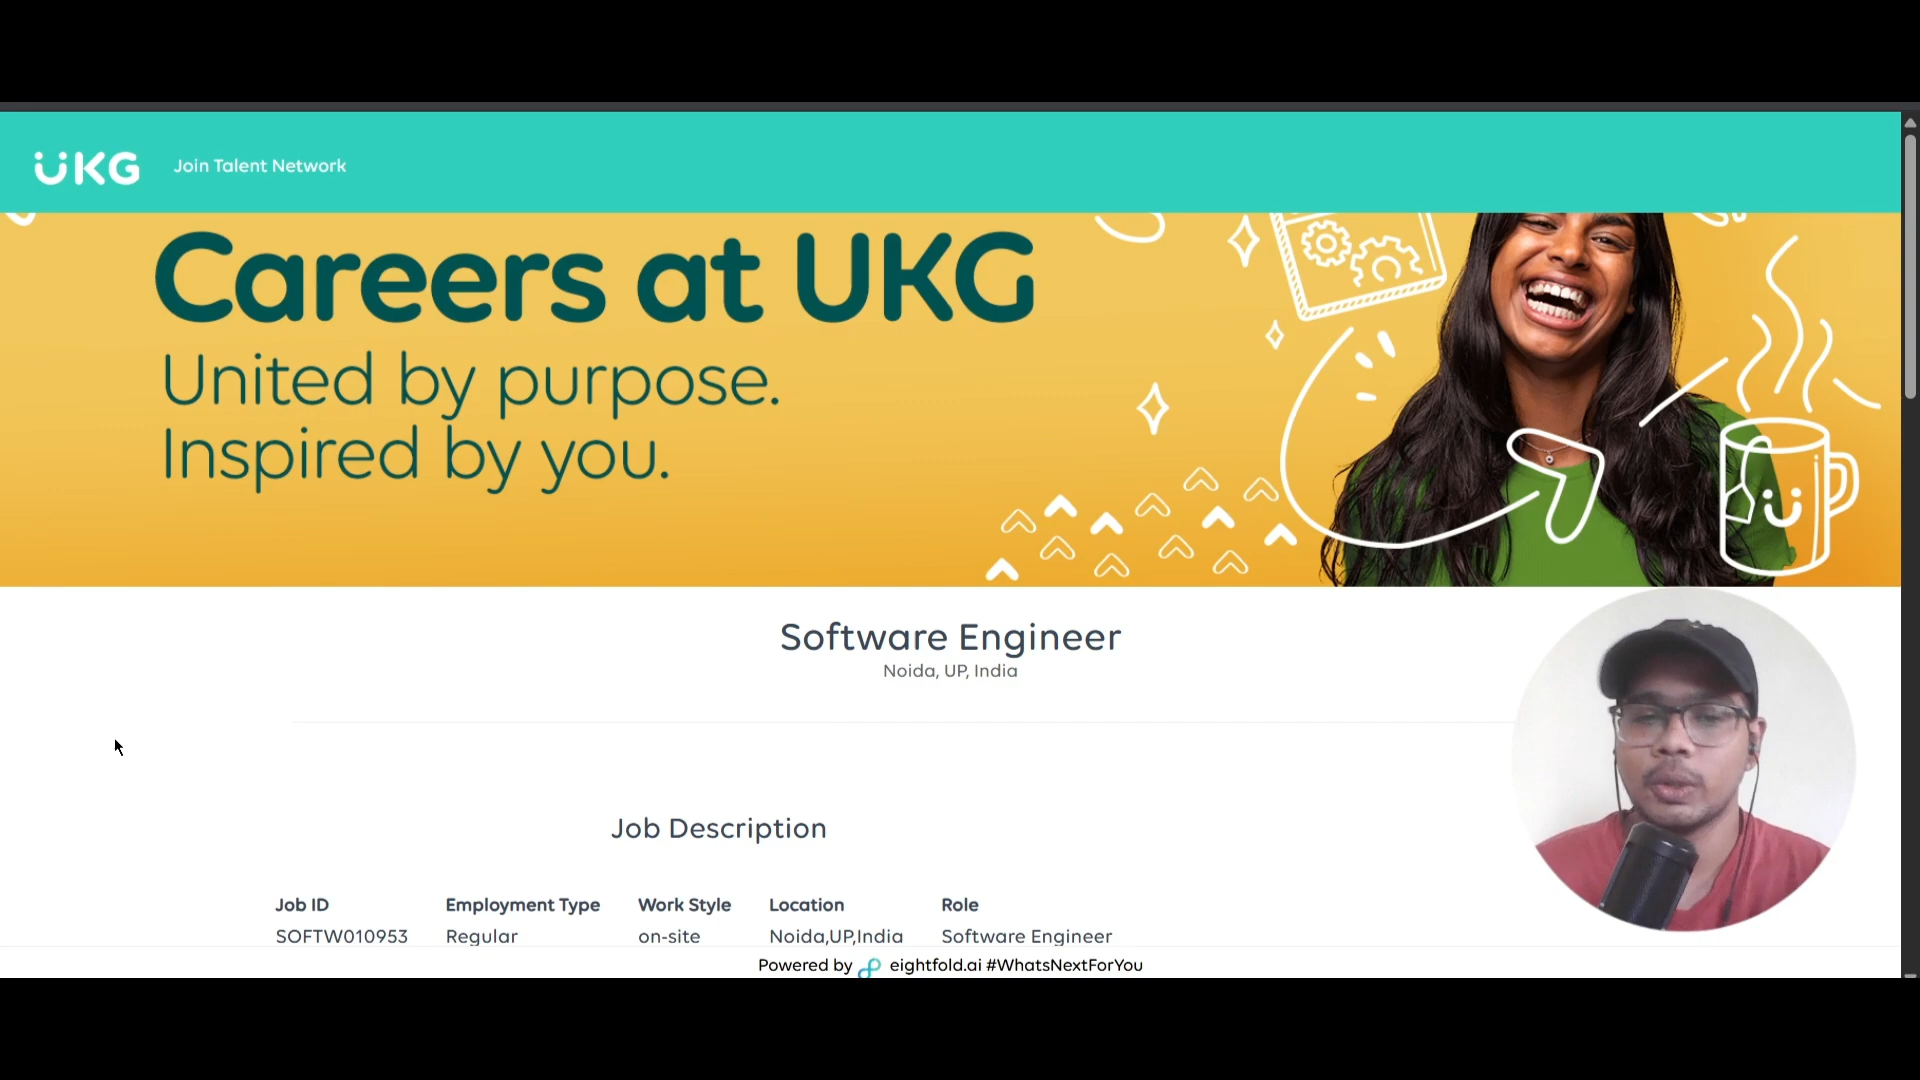 UKG
Join Talent Network
Careers at UKG
United by purpose.
Inspired by you.
Software Engineer
Noida, UP, India
Job Description
Job ID Employment Type Work Style Location Role
SOFTW010953 Regular on-site Noida,UP,India Software Engineer
Powered by eightfold.ai #WhatsNextForYou